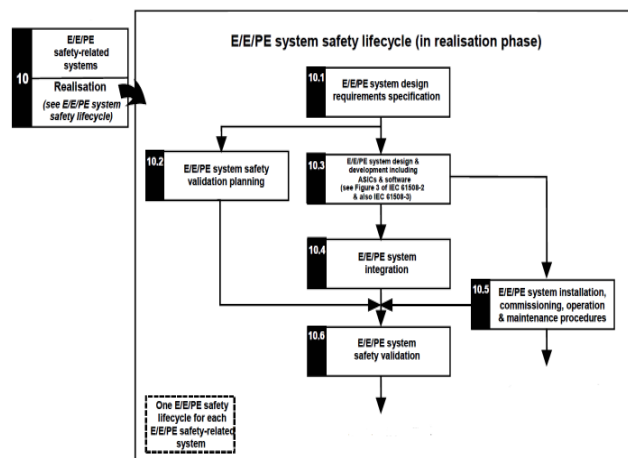 E/E/PE system safety lifecycle (in realisation phase)
10
E/E/PE
safety-related
systems
Realisation
(see E/E/PE system
safety lifecycle)
10.1
E/E/PE system design
requirements specification
10.2
E/E/PE system safety
validation planning
10.3
E/E/PE system design &
development including
ASICs & software
(see Figure 3 of IEC 61508-2
& also IEC 61508-3)
10.4
E/E/PE system
integration
10.5
E/E/PE system installation,
commissioning, operation
& maintenance procedures
10.6
E/E/PE system
safety validation
One E/E/PE safety
lifecycle for each
E/E/PE safety-related
system